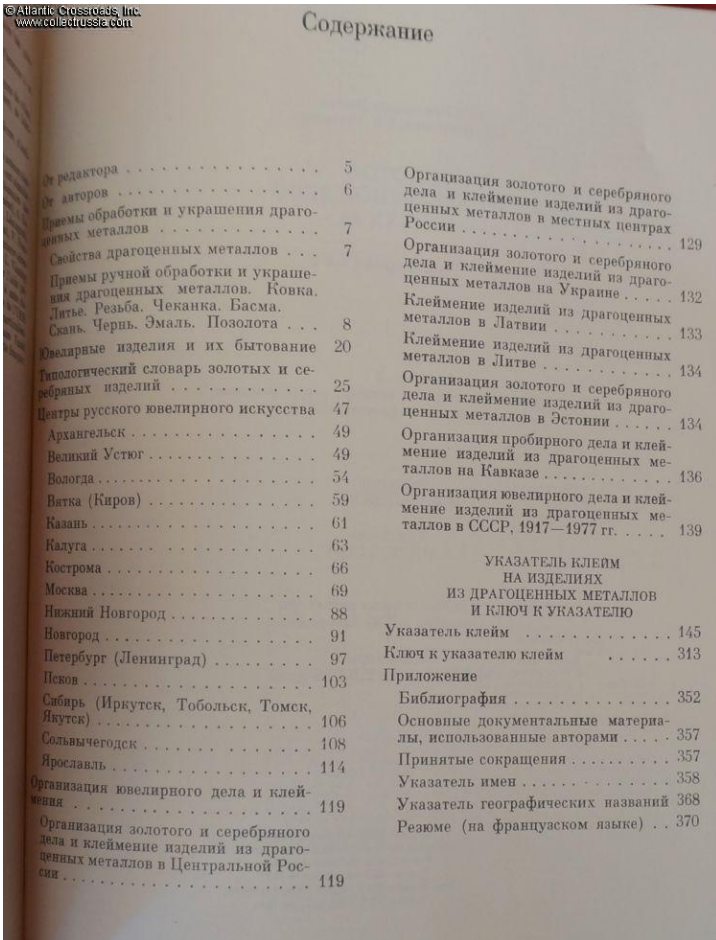 © Atlantic Crossroads, Inc.
www.collectrussia.com
Содержание
От редактора . . . . . . . . . . . . . . . . 5
От авторов . . . . . . . . . . . . . . . . . 6
Приемы обработки и украшения драго-
ценных металлов . . . . . . . . . . . . . 7
Свойства драгоценных металлов . . . 7
Приемы ручной обработки и украше-
ния драгоценных металлов. Ковка.
Литье. Резьба. Чеканка. Басма.
Скань. Чернь. Эмаль. Позолота . . . 8
Ювелирные изделия и их бытование 20
Типологический словарь золотых и се-
ребряных изделий . . . . . . . . . . . . 25
Центры русского ювелирного искусства 47
Архангельск . . . . . . . . . . . . . . . 49
Великий Устюг . . . . . . . . . . . . . . 49
Вологда . . . . . . . . . . . . . . . . . . 54
Вятка (Киров) . . . . . . . . . . . . . . 59
Казань . . . . . . . . . . . . . . . . . . 61
Калуга . . . . . . . . . . . . . . . . . . 63
Кострома . . . . . . . . . . . . . . . . . 66
Москва . . . . . . . . . . . . . . . . . . 69
Нижний Новгород . . . . . . . . . . . . 88
Новгород . . . . . . . . . . . . . . . . . 91
Петербург (Ленинград) . . . . . . . . . 97
Псков . . . . . . . . . . . . . . . . . . 103
Сибирь (Иркутск, Тобольск, Томск,
Якутск) . . . . . . . . . . . . . . . . . 106
Сольвычегодск . . . . . . . . . . . . . . 108
Ярославль . . . . . . . . . . . . . . . . 114
Организация ювелирного дела и клей-
мения . . . . . . . . . . . . . . . . . . . 119
Организация золотого и серебряного
дела и клеймение изделий из драго-
ценных металлов в Центральной Рос-
сии . . . . . . . . . . . . . . . . . . . . 119
Организация золотого и серебряного
дела и клеймение изделий из драго-
ценных металлов в местных центрах
России . . . . . . . . . . . . . . . . . . 129
Организация золотого и серебряного
дела и клеймение изделий из драго-
ценных металлов на Украине . . . . . 132
Клеймение изделий из драгоценных
металлов в Латвии . . . . . . . . . . . 133
Клеймение изделий из драгоценных
металлов в Литве . . . . . . . . . . . . 134
Организация золотого и серебряного
дела и клеймение изделий из драго-
ценных металлов в Эстонии . . . . . . 134
Организация пробирного дела и клей-
мение изделий из драгоценных ме-
таллов на Кавказе . . . . . . . . . . . . 136
Организация ювелирного дела и клей-
мение изделий из драгоценных ме-
таллов в СССР, 1917—1977 гг. . . . . 139
УКАЗАТЕЛЬ КЛЕЙМ
НА ИЗДЕЛИЯХ
ИЗ ДРАГОЦЕННЫХ МЕТАЛЛОВ
И КЛЮЧ К УКАЗАТЕЛЮ
Указатель клейм . . . . . . . . . . . . . 145
Ключ к указателю клейм . . . . . . 313
Приложение
Библиография . . . . . . . . . . . . . . 352
Основные документальные материа-
лы, использованные авторами . . . . . 357
Принятые сокращения . . . . . . . . . . 357
Указатель имен . . . . . . . . . . . . . . 358
Указатель географических названий 368
Резюме (на французском языке) . . 370